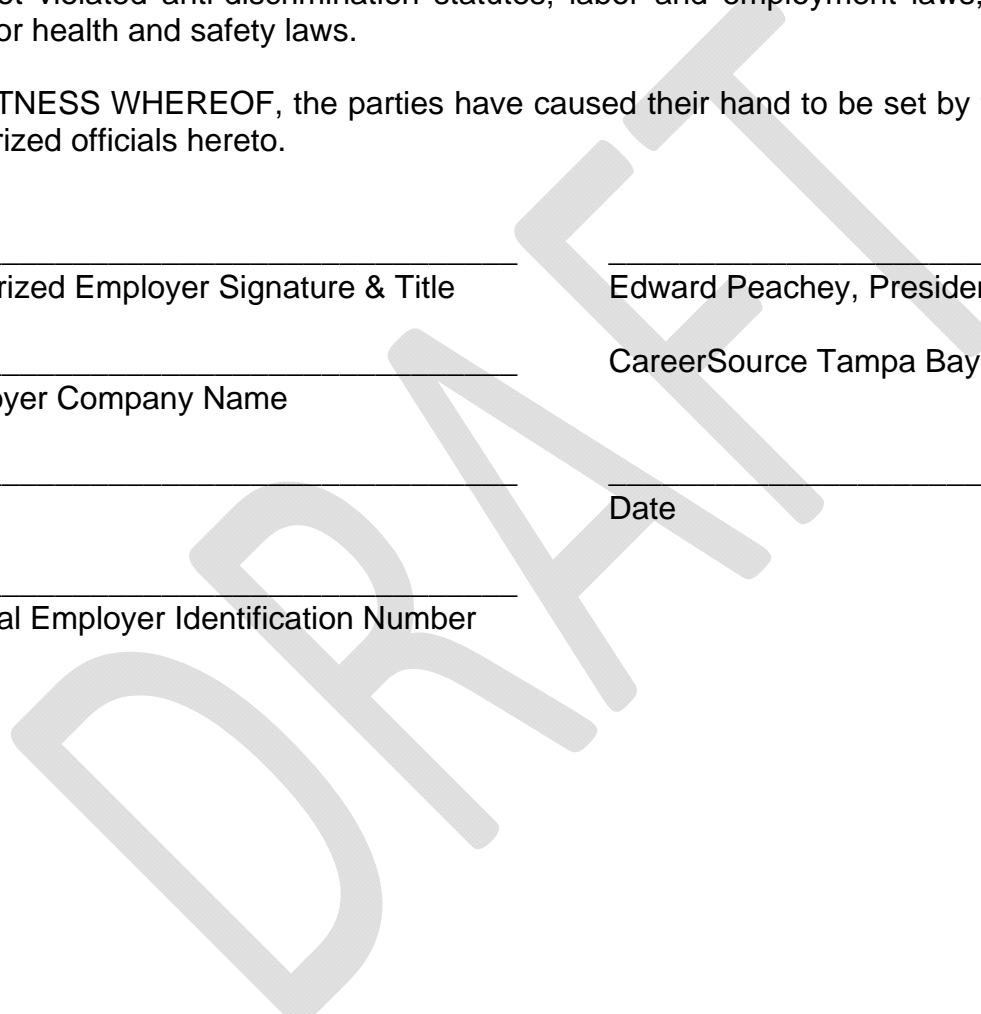 violated anti-discrimination statutes, labor and employment laws,
or health and safety laws.
TNESS WHEREOF, the parties have caused their hand to be set by
rized officials hereto.
rized Employer Signature & Title
Edward Peachey, Presiden
CareerSource Tampa Bay
oyer Company Name
Date
al Employer Identification Number
DRAFT